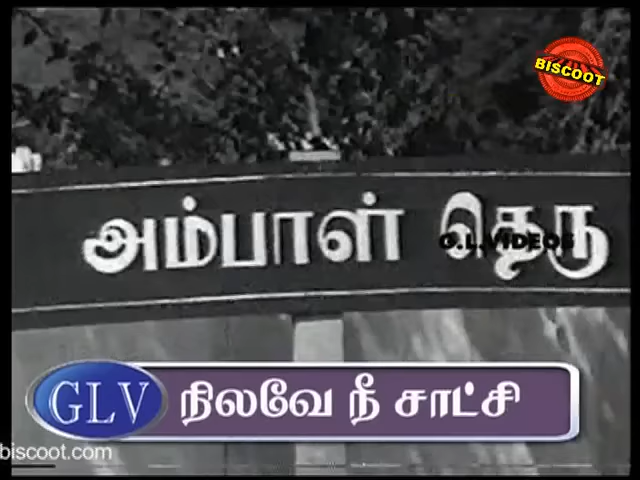 BISCOOT
அம்பாள் தெரு
G.L.VIDEOS
GLV நிலவே நீ சாட்சி
biscoot.com